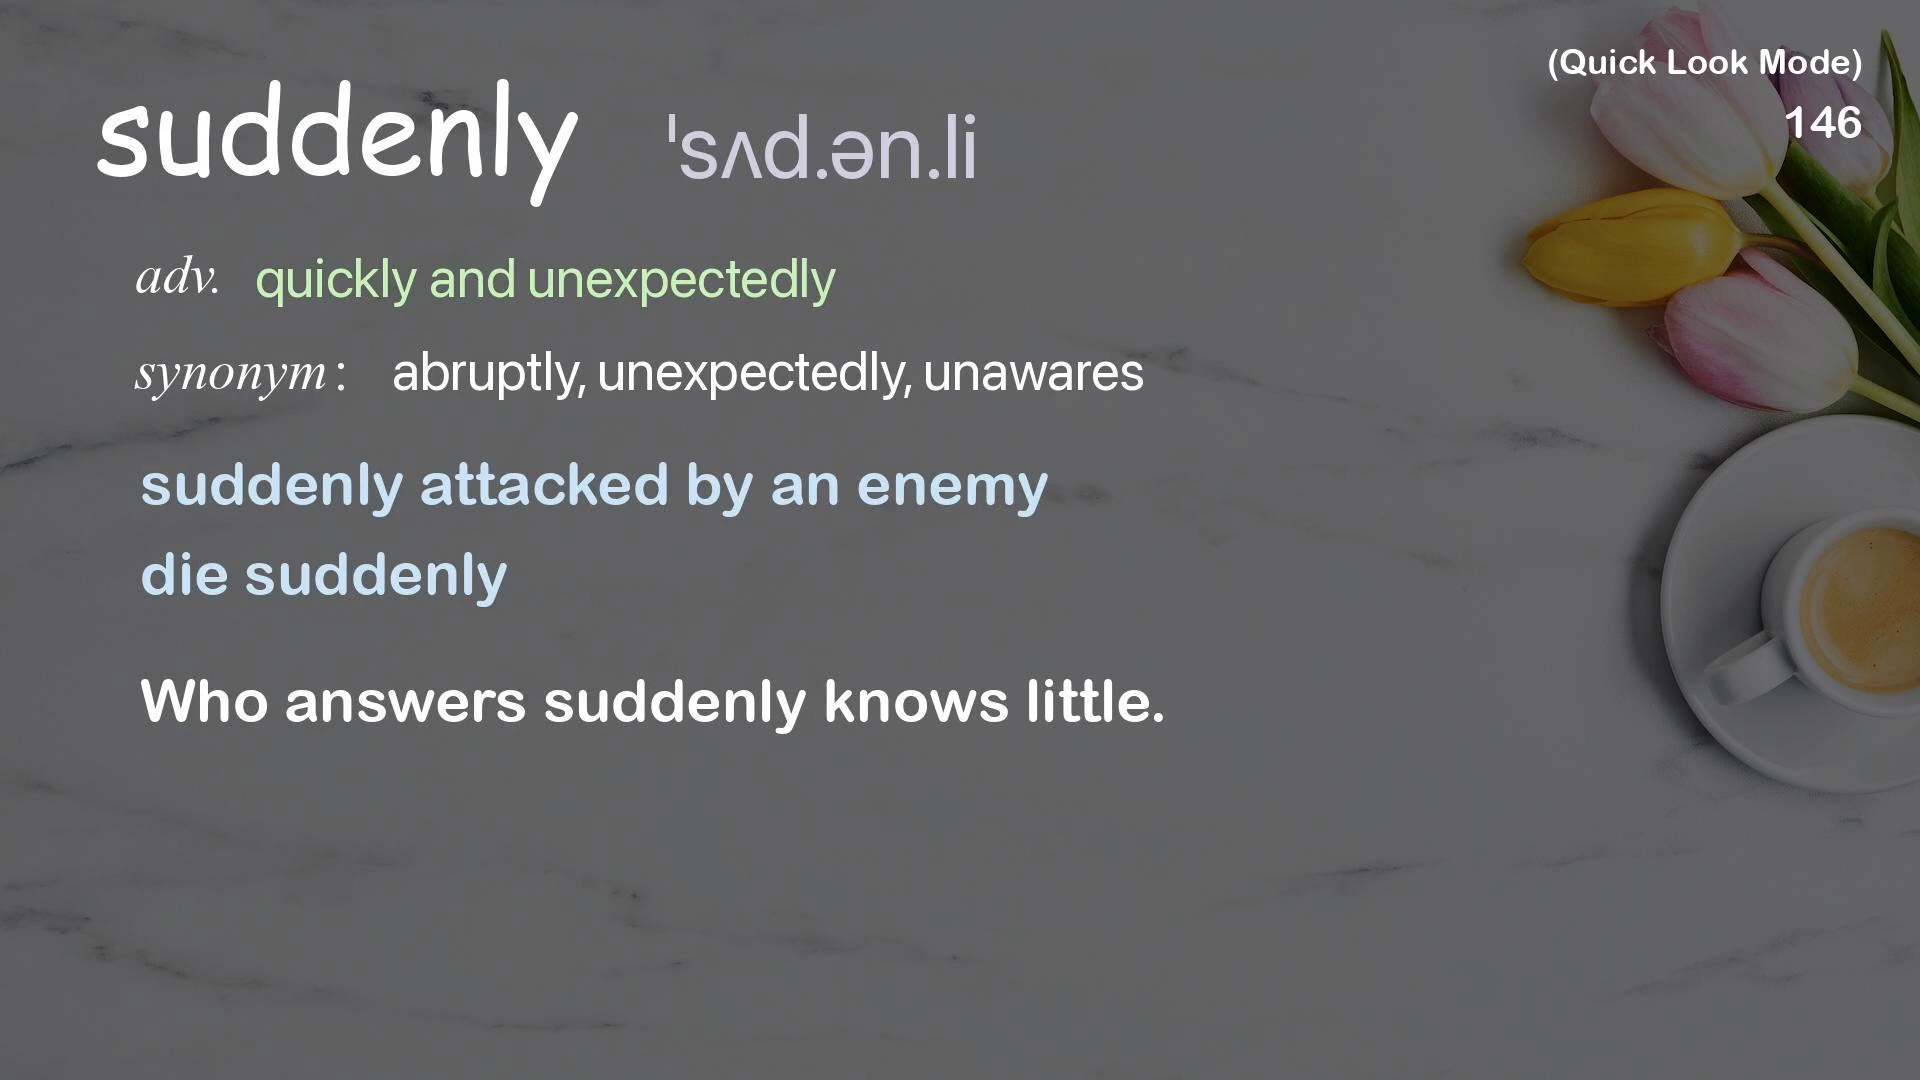 (Quick Look Mode)
146
suddenly ˈsʌd.ən.li
adv. quickly and unexpectedly
synonym : abruptly, unexpectedly, unawares
suddenly attacked by an enemy
die suddenly
Who answers suddenly knows little.